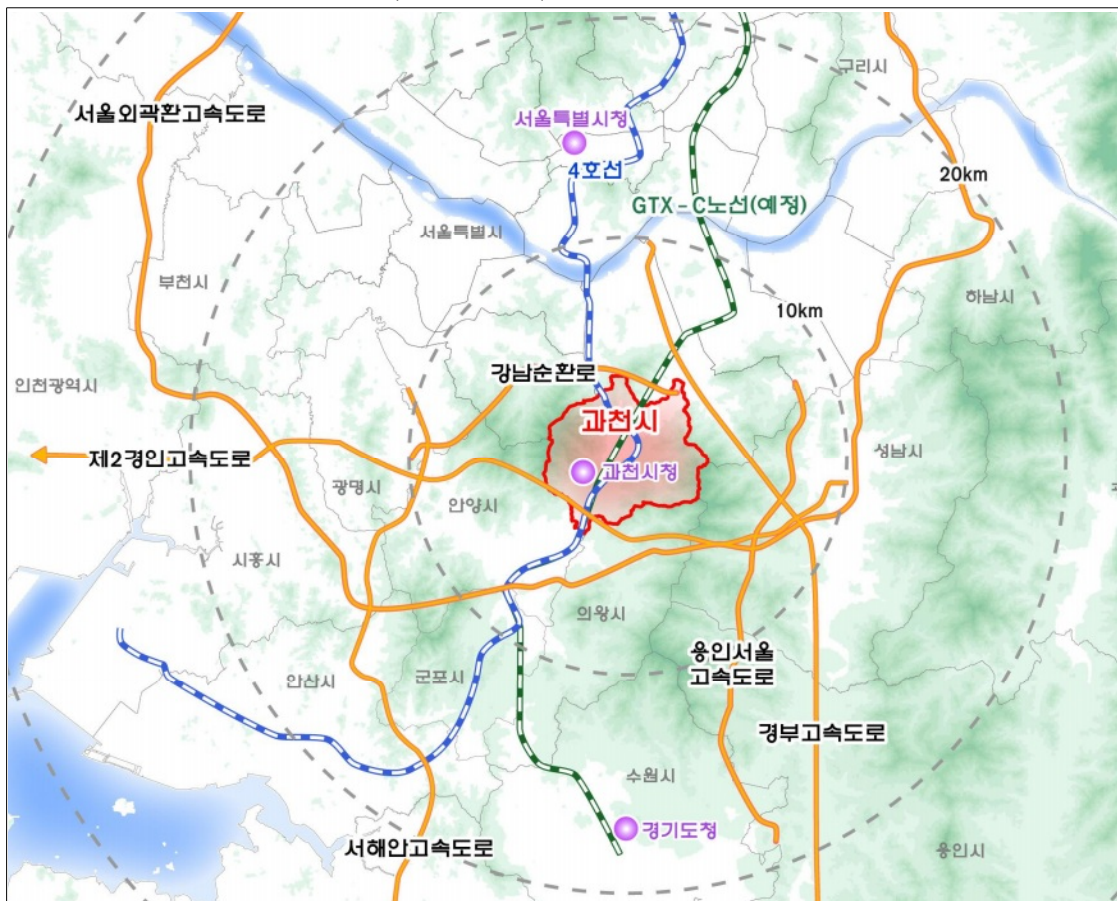 구리시
서울외곽환고속도로
서울특별시청
4호선
20km
GTX – C노선(예정)
서울특별시
부천시
하남시
10km
강남순환로
인천광역시
과천시
성남시
제2경인고속도로
과천시청
광명시
안양시
시흥시
의왕시
용인서울
고속도로
안산시
군포시
경부고속도로
수원시
경기도청
서해안고속도로
용인시